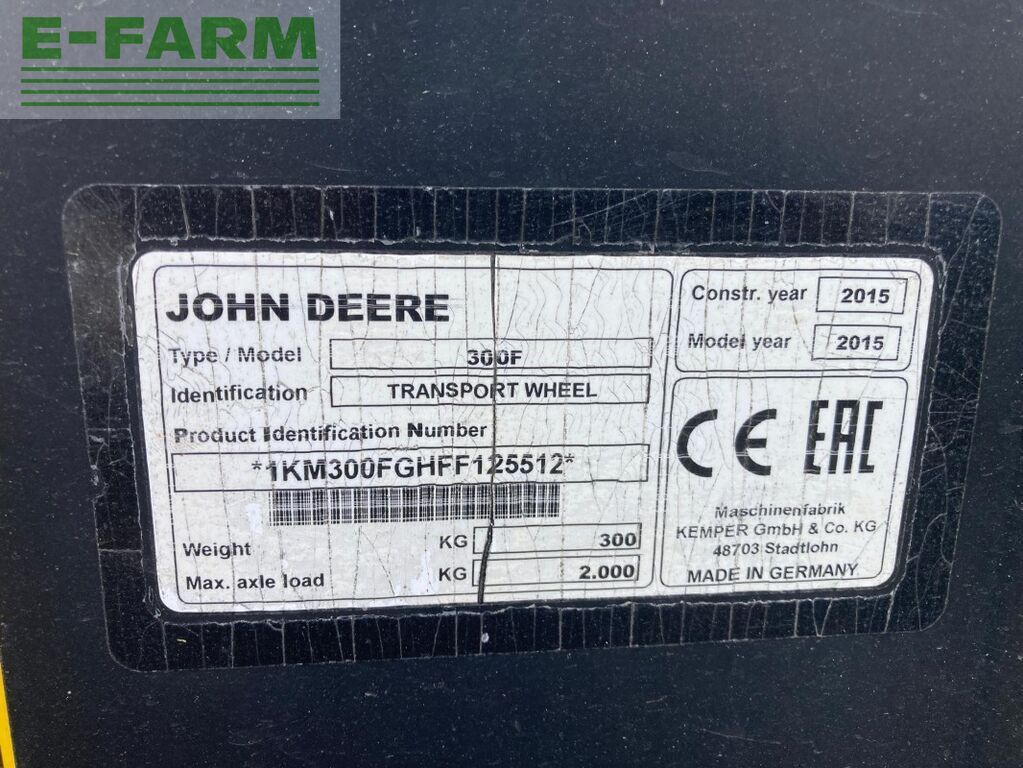 E-FARM
JOHN DEERE
Type / Model 300F
Identification TRANSPORT WHEEL
Product Identification Number
*1KM300FGHFF125512*
Weight KG 300
Max. axle load KG 2.000
Constr. year 2015
Model year 2015
CE EAC
Maschinenfabrik
KEMPER GmbH & Co. KG
48703 Stadtlohn
MADE IN GERMANY